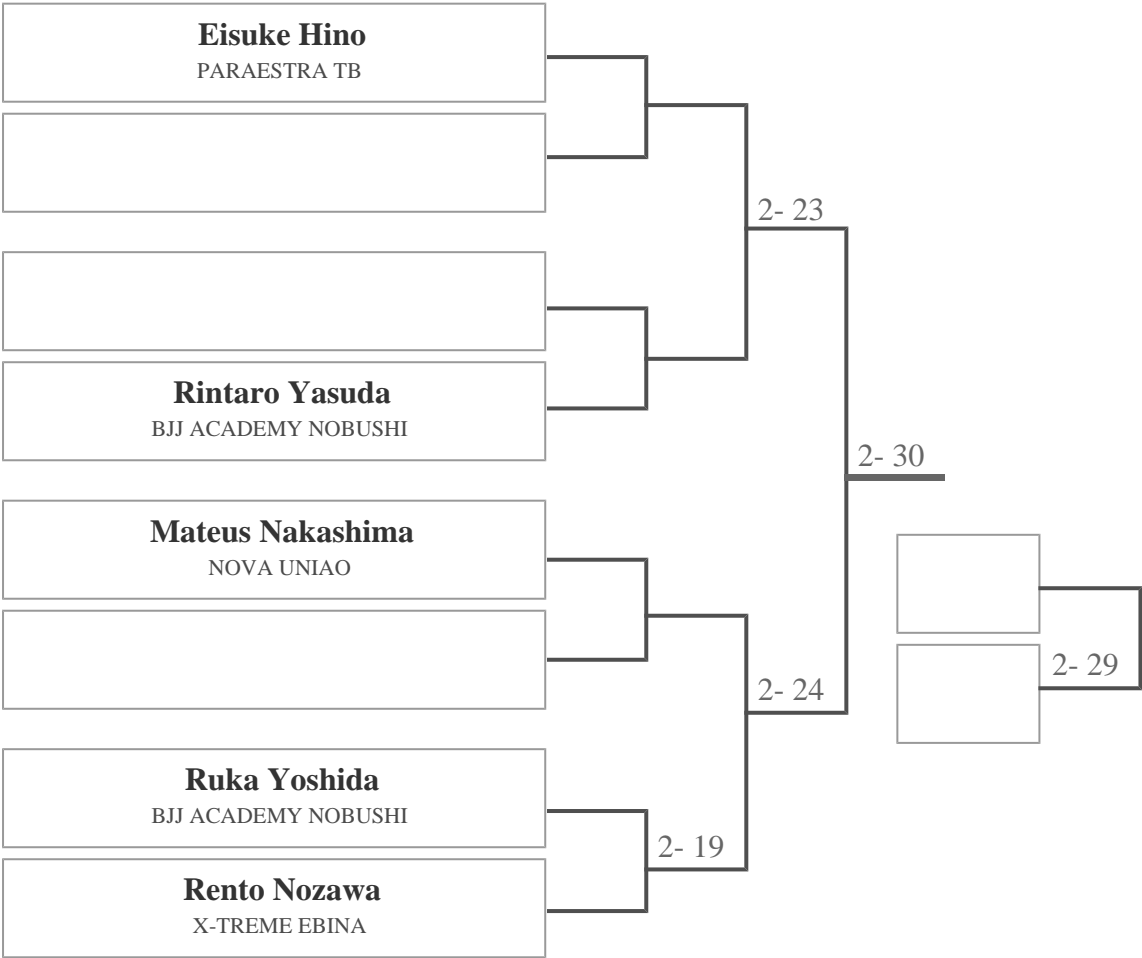 Eisuke Hino
PARAESTRA TB
2- 23
Rintaro Yasuda
BJJ ACADEMY NOBUSHI
2- 30
Mateus Nakashima
NOVA UNIAO
2- 29
2- 24
Ruka Yoshida
BJJ ACADEMY NOBUSHI
2- 19
Rento Nozawa
X-TREME EBINA